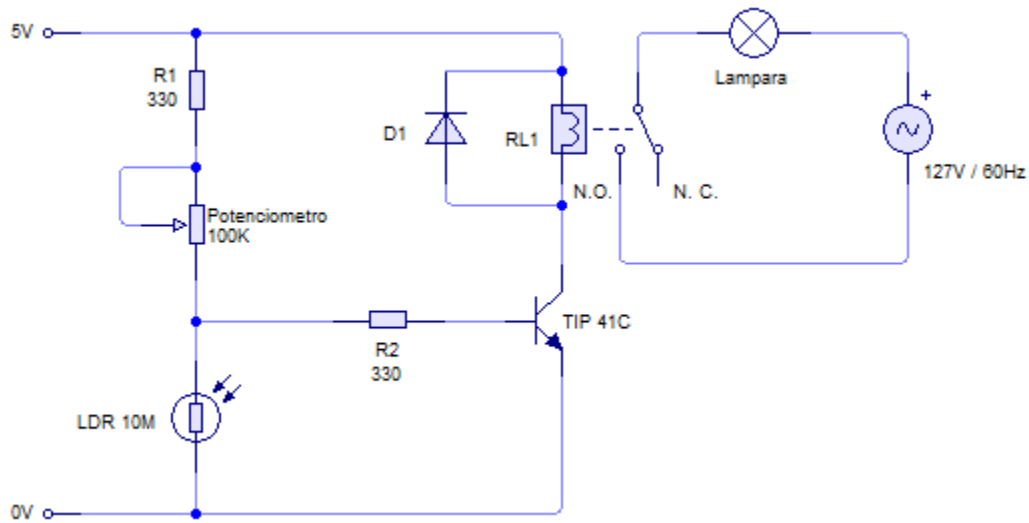 5V
R1
330
Potenciometro
100K
D1
RL1
N.O.
N. C.
Lampara
+
127V / 60Hz
R2
330
TIP 41C
LDR 10M
0V